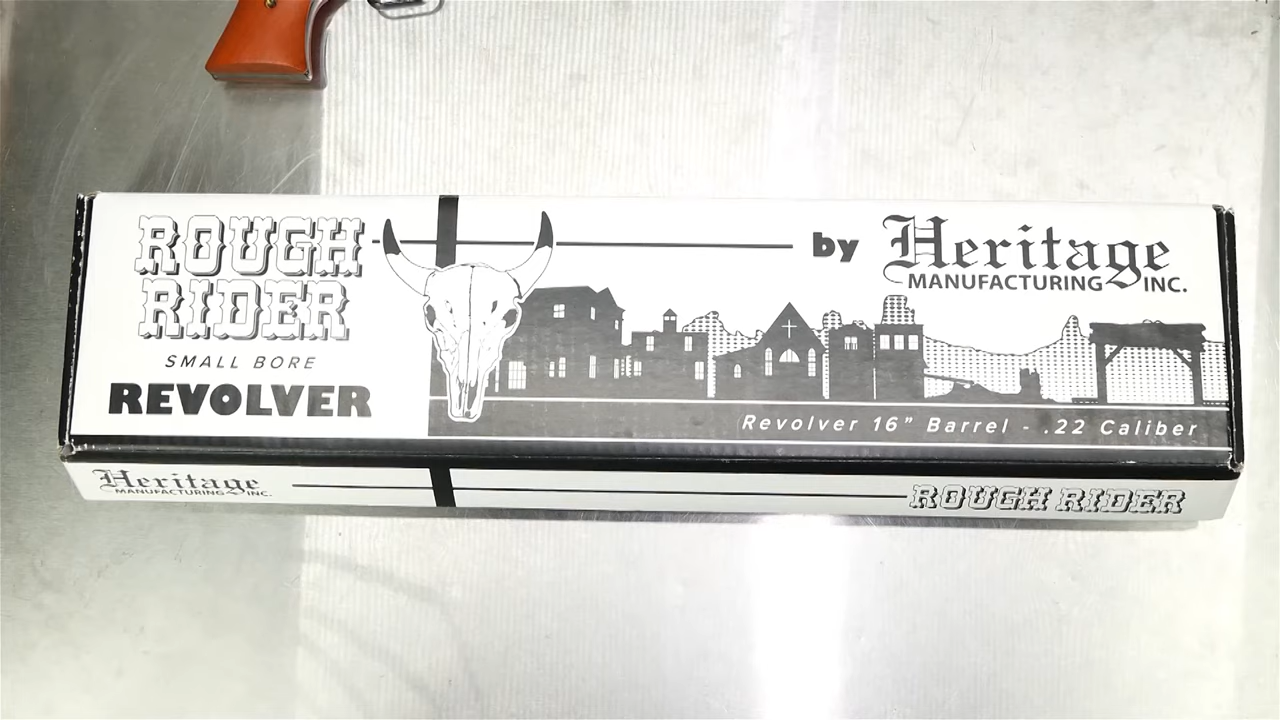 ROUGH
RIDER
SMALL BORE
REVOLVER
by Heritage
MANUFACTURING INC.
Revolver 16” Barrel - .22 Caliber
Heritage
MANUFACTURING INC.
ROUGH RIDER